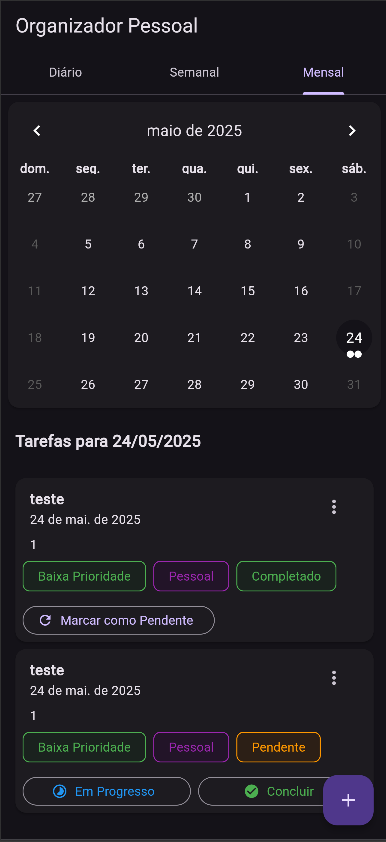 Organizador Pessoal
Diário Semanal Mensal
maio de 2025
dom. seg. ter. qua. qui. sex. sáb.
27 28 29 30 1 2 3
4 5 6 7 8 9 10
11 12 13 14 15 16 17
18 19 20 21 22 23 24
25 26 27 28 29 30 31
Tarefas para 24/05/2025
teste
24 de mai. de 2025
1
Baixa Prioridade Pessoal Completado
Marcar como Pendente
teste
24 de mai. de 2025
1
Baixa Prioridade Pessoal Pendente
Em Progresso Concluir